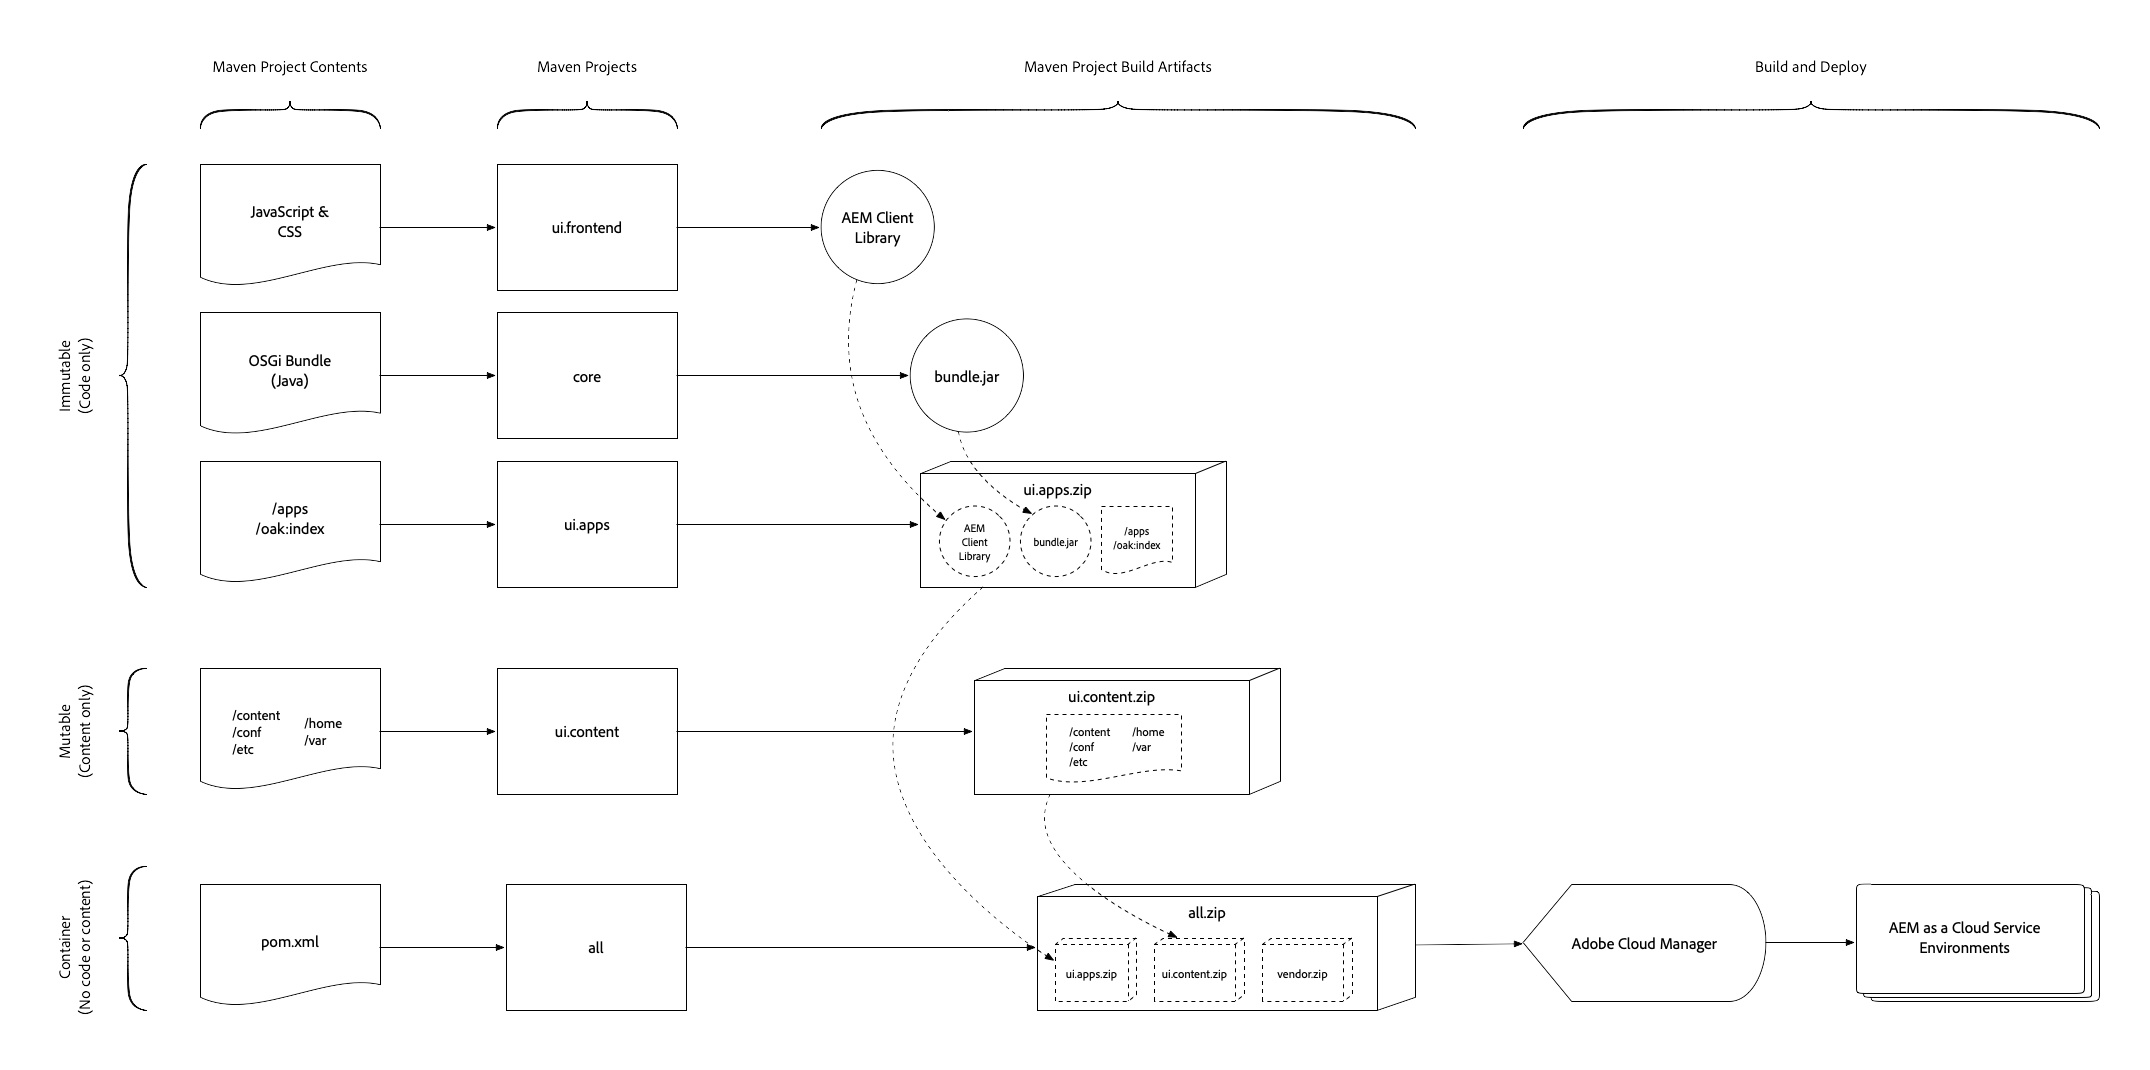 Maven Project Contents
Maven Projects
Maven Project Build Artifacts
Build and Deploy
Immutable
(Code only)
JavaScript &
CSS
ui.frontend
AEM Client
Library
OSGi Bundle
(Java)
core
bundle.jar
/apps
/oak:index
ui.apps
ui.apps.zip
AEM
Client
Library
bundle.jar
/apps
/oak:index
Mutable
(Content only)
/content
/conf
/etc
/home
/var
ui.content
ui.content.zip
/content
/conf
/etc
/home
/var
Container
(No code or content)
pom.xml
all
all.zip
ui.apps.zip
ui.content.zip
vendor.zip
Adobe Cloud Manager
AEM as a Cloud Service
Environments